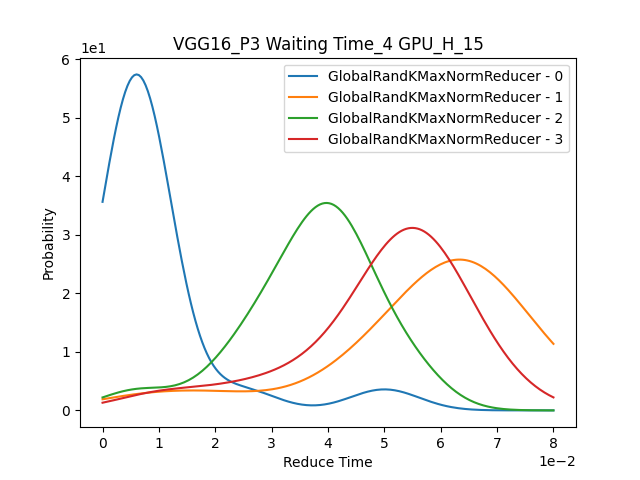 VGG16_P3 Waiting Time_4 GPU_H_15
1e1
GlobalRandKMaxNormReducer - 0
GlobalRandKMaxNormReducer - 1
GlobalRandKMaxNormReducer - 2
GlobalRandKMaxNormReducer - 3
6
5
4
3
2
1
0
Probability
0 1 2 3 4 5 6 7 8
Reduce Time
1e−2